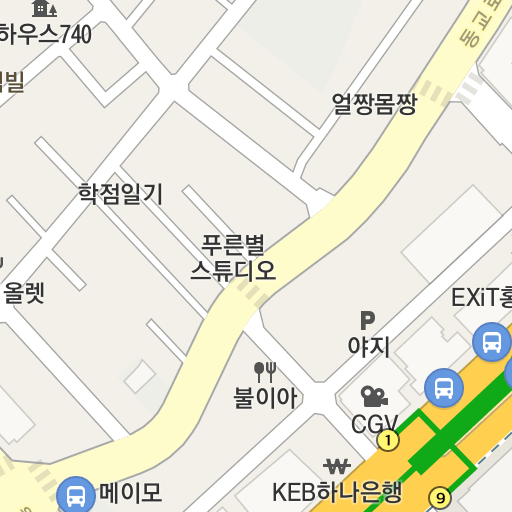 하우스740
빌
동교로
얼짱몸짱
학점일기
푸른별
스튜디오
올렛
EXiT홍
P
야지
불이아
CGV
1
₩
KEB하나은행
메이모
9